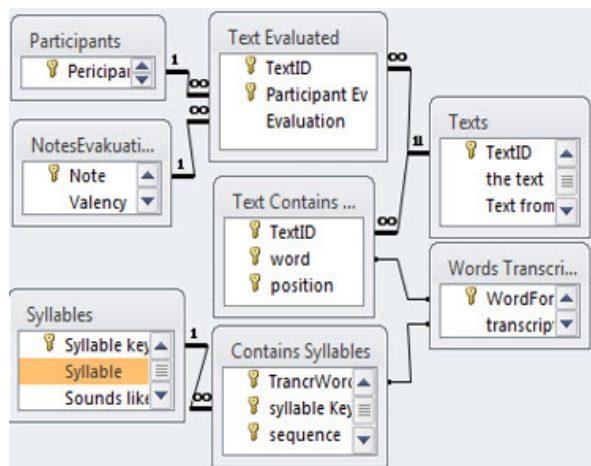 Participants
Pericipai
1
∞
Text Evaluated
TextID
Participant Ev
Evaluation
∞
∞
NotesEvakuati...
Note
Valency
1
Texts
TextID
the text
Text from
1
1
Text Contains ...
TextID
word
position
∞
Words Transcri...
WordFor
transcrip
Syllables
Syllable key
Syllable
Sounds like
1
∞
Contains Syllables
TrancrWord
syllable Key
sequence